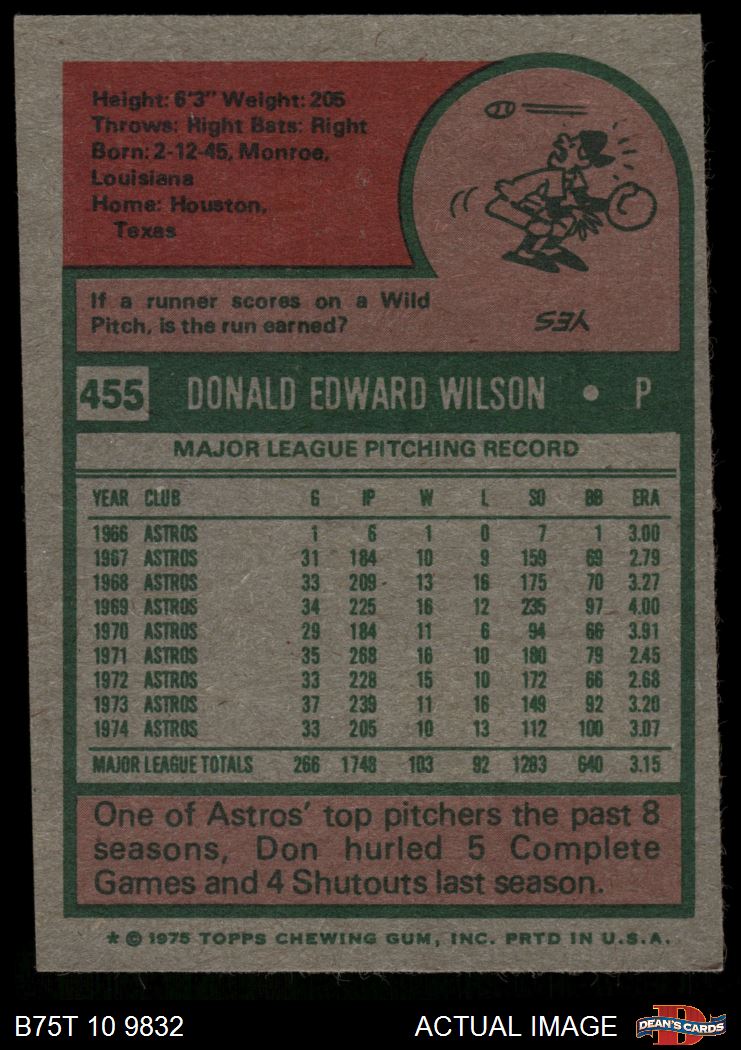 Height: 6'3" Weight: 205
Throws: Right Bats: Right
Born: 2-12-45, Monroe,
Louisiana
Home: Houston,
Texas
If a runner scores on a Wild
Pitch, is the run earned?
YES
455 DONALD EDWARD WILSON • P
MAJOR LEAGUE PITCHING RECORD
YEAR CLUB G IP W L SO BB ERA
1966 ASTROS 1 6 1 0 7 1 3.00
1967 ASTROS 31 184 10 9 159 69 2.79
1968 ASTROS 33 209 13 16 175 70 3.27
1969 ASTROS 34 225 16 12 235 97 4.00
1970 ASTROS 29 184 11 6 94 66 3.91
1971 ASTROS 35 268 16 10 180 79 2.45
1972 ASTROS 33 228 15 10 172 66 2.68
1973 ASTROS 37 239 11 16 149 92 3.20
1974 ASTROS 33 205 10 13 112 100 3.07
MAJOR LEAGUE TOTALS 266 1748 103 92 1283 640 3.15
One of Astros' top pitchers the past 8
seasons, Don hurled 5 Complete
Games and 4 Shutouts last season.
* © 1975 TOPPS CHEWING GUM, INC. PRTD IN U.S.A.
B75T 10 9832 ACTUAL IMAGE D DEAN'S CARDS